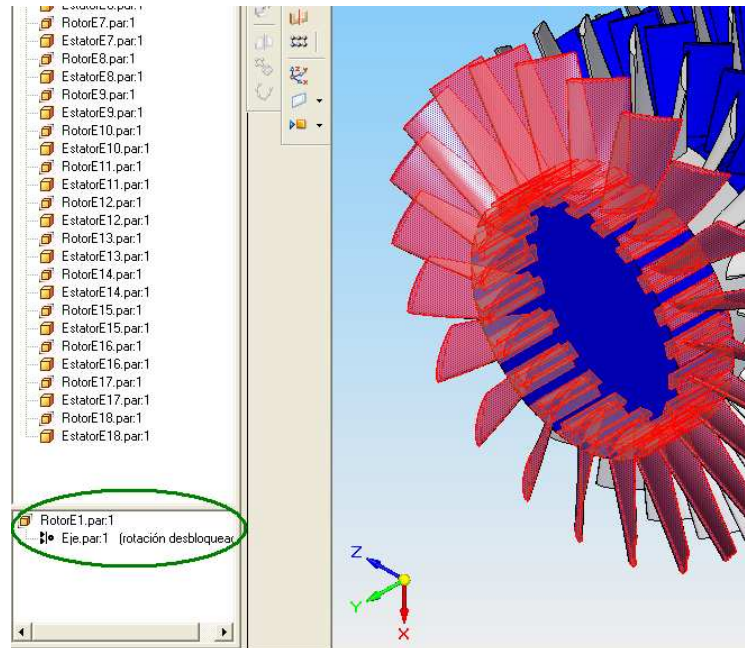 RotorE7.par:1
EstatorE7.par:1
RotorE8.par:1
EstatorE8.par:1
RotorE9.par:1
EstatorE9.par:1
RotorE10.par:1
EstatorE10.par:1
RotorE11.par:1
EstatorE11.par:1
RotorE12.par:1
EstatorE12.par:1
RotorE13.par:1
EstatorE13.par:1
RotorE14.par:1
EstatorE14.par:1
RotorE15.par:1
EstatorE15.par:1
RotorE16.par:1
EstatorE16.par:1
RotorE17.par:1
EstatorE17.par:1
RotorE18.par:1
EstatorE18.par:1
RotorE1.par:1
Eje.par:1 (rotación desbloquead
Z
Y
X